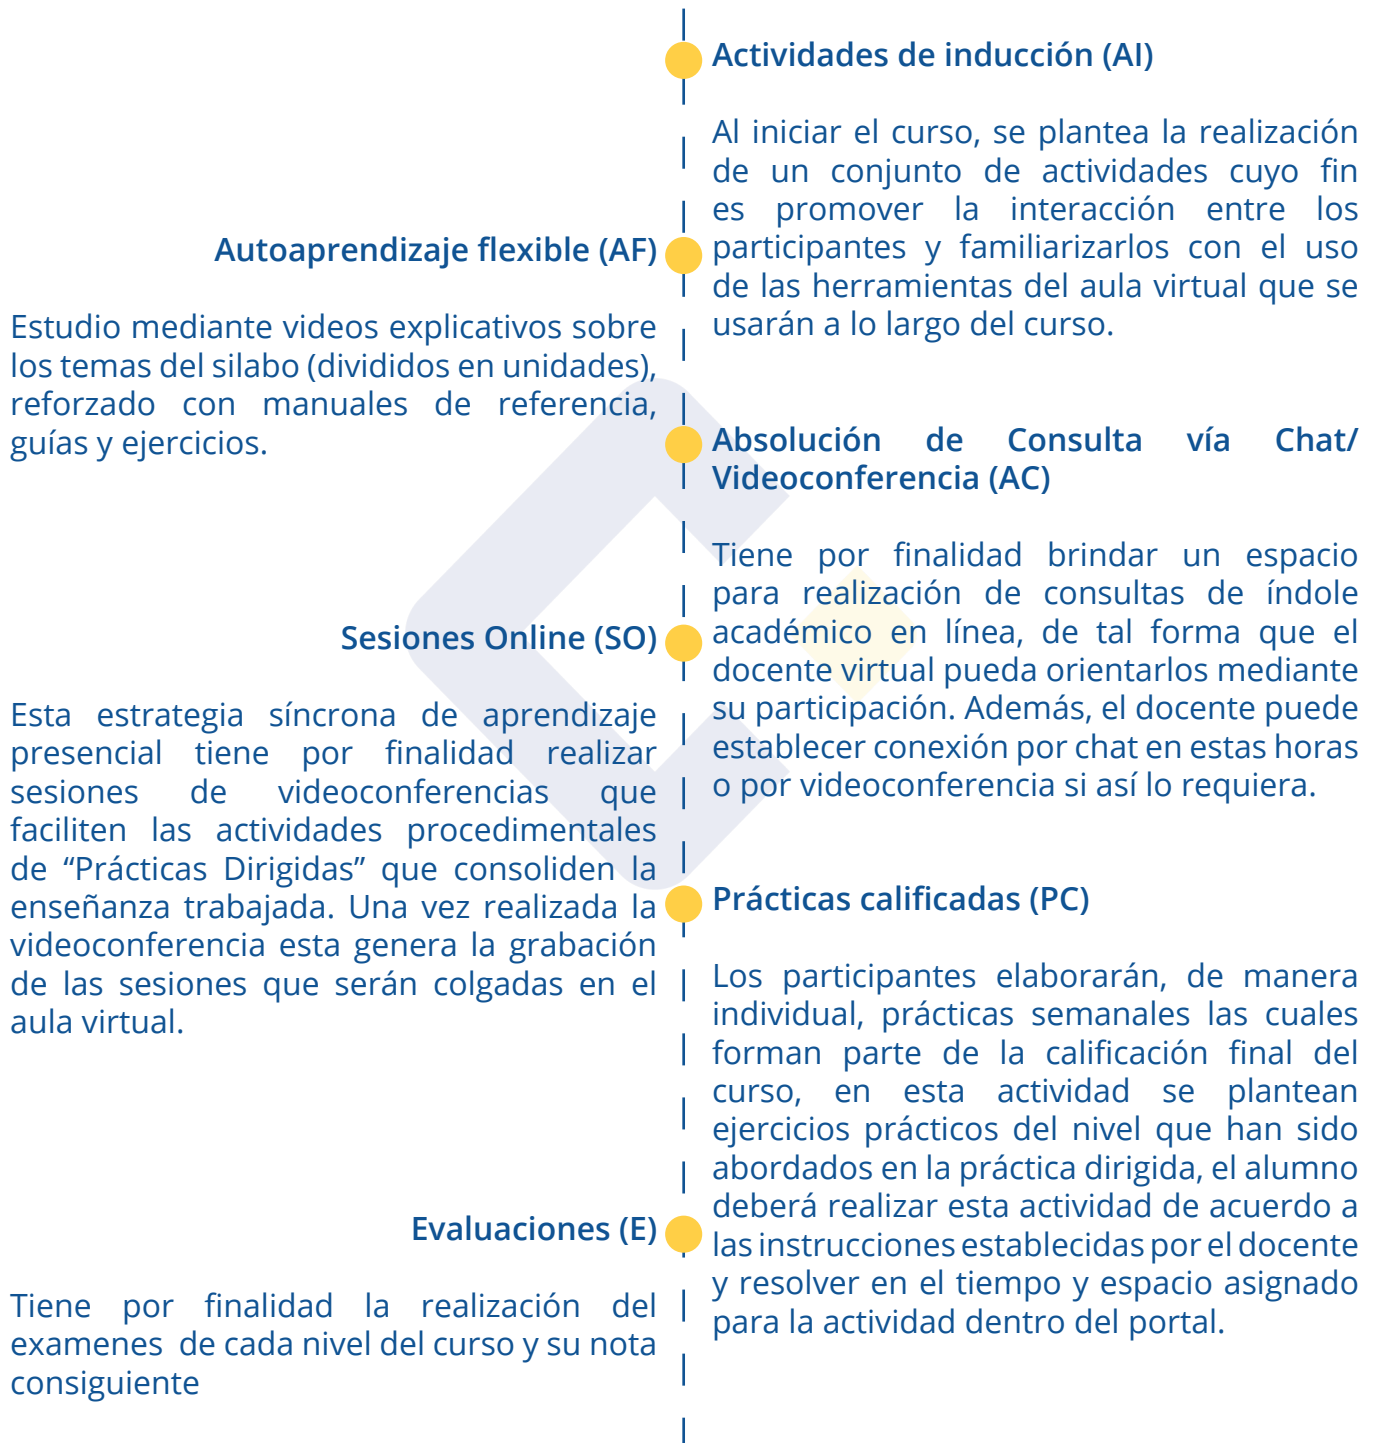 Actividades de inducción (AI)
Al iniciar el curso, se plantea la realización
de un conjunto de actividades cuyo fin
es promover la interacción entre los
participantes y familiarizarlos con el uso
de las herramientas del aula virtual que se
usarán a lo largo del curso.
Autoaprendizaje flexible (AF)
Estudio mediante videos explicativos sobre
los temas del silabo (divididos en unidades),
reforzado con manuales de referencia,
guías y ejercicios.
Absolución de Consulta vía Chat/
Videoconferencia (AC)
Tiene por finalidad brindar un espacio
para realización de consultas de índole
académico en línea, de tal forma que el
docente virtual pueda orientarlos mediante
su participación. Además, el docente puede
establecer conexión por chat en estas horas
o por videoconferencia si así lo requiera.
Sesiones Online (SO)
Esta estrategia síncrona de aprendizaje
presencial tiene por finalidad realizar
sesiones de videoconferencias que
faciliten las actividades procedimentales
de “Prácticas Dirigidas” que consoliden la
enseñanza trabajada. Una vez realizada la
videoconferencia esta genera la grabación
de las sesiones que serán colgadas en el
aula virtual.
Prácticas calificadas (PC)
Los participantes elaborarán, de manera
individual, prácticas semanales las cuales
forman parte de la calificación final del
curso, en esta actividad se plantean
ejercicios prácticos del nivel que han sido
abordados en la práctica dirigida, el alumno
deberá realizar esta actividad de acuerdo a
las instrucciones establecidas por el docente
y resolver en el tiempo y espacio asignado
para la actividad dentro del portal.
Evaluaciones (E)
Tiene por finalidad la realización del
examenes de cada nivel del curso y su nota
consiguiente